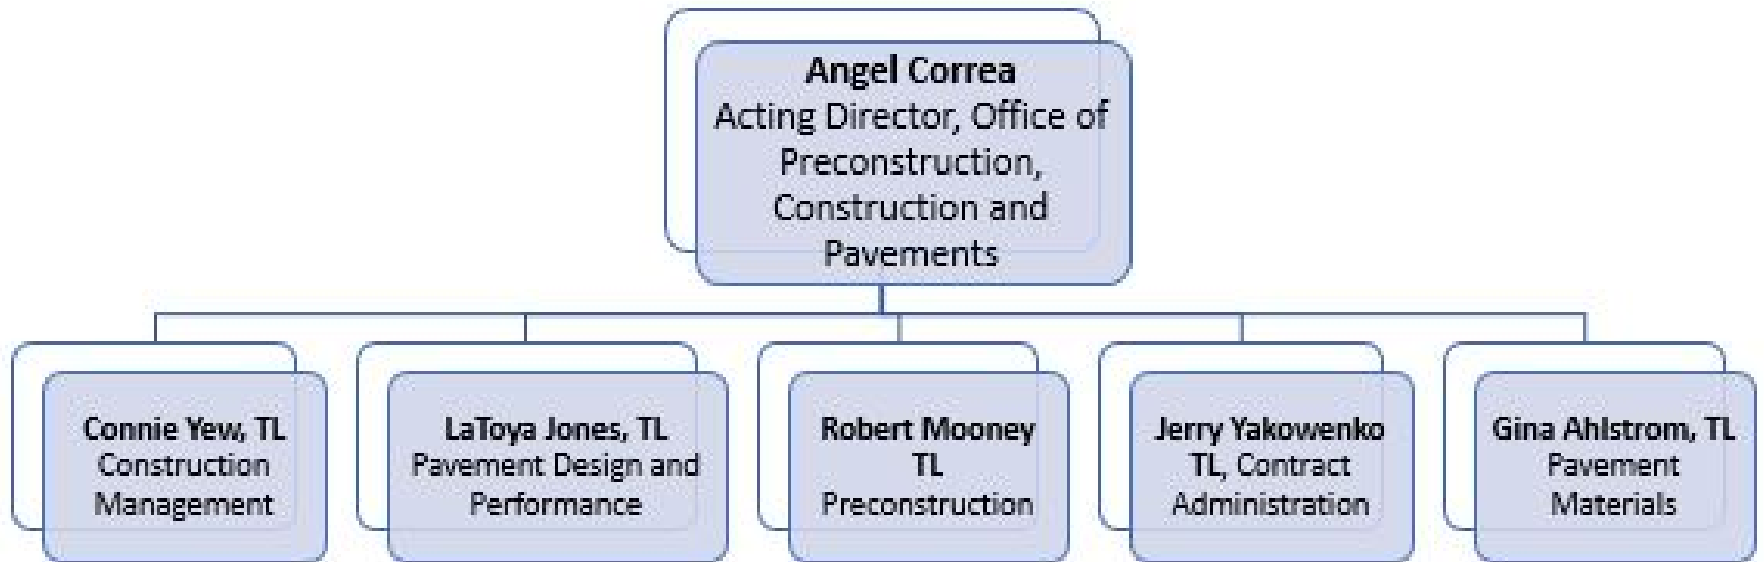 Angel Correa
Acting Director, Office of
Preconstruction,
Construction and
Pavements
Connie Yew, TL
Construction
Management
LaToya Jones, TL
Pavement Design and
Performance
Robert Mooney
TL
Preconstruction
Jerry Yakowenko
TL, Contract
Administration
Gina Ahlstrom, TL
Pavement
Materials